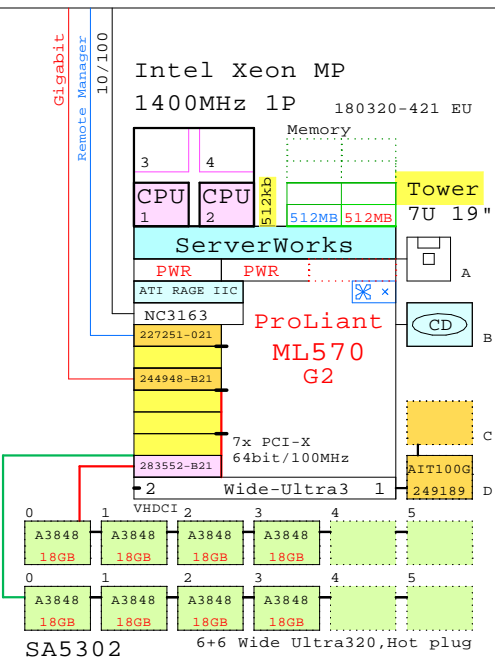 Gigabit
Remote Manager
10/100
Intel Xeon MP
1400MHz 1P
180320-421 EU
Memory
3
4
512kb
CPU
1
CPU
2
512MB
512MB
Tower
7U 19"
ServerWorks
PWR
PWR
A
ATI RAGE IIC
×
NC3163
ProLiant
ML570
G2
CD
B
227251-021
244948-B21
C
7x PCI-X
64bit/100MHz
283552-B21
AIT100G
249189
D
2
Wide-Ultra3
1
VHDCI
0
1
2
3
4
5
A3848
18GB
A3848
18GB
A3848
18GB
A3848
18GB
0
1
2
3
4
5
A3848
18GB
A3848
18GB
A3848
18GB
A3848
18GB
SA5302
6+6 Wide Ultra320,Hot plug